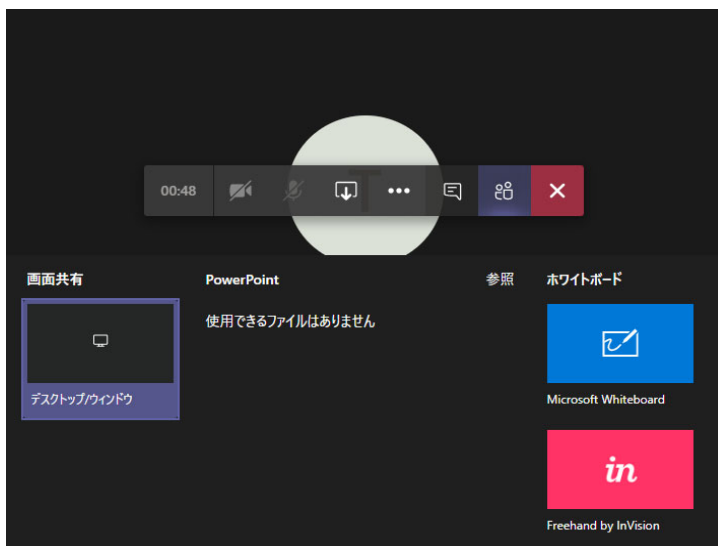 00:48
画面共有
PowerPoint
参照
ホワイトボード
使用できるファイルはありません
デスクトップ/ウィンドウ
Microsoft Whiteboard
in
Freehand by InVision